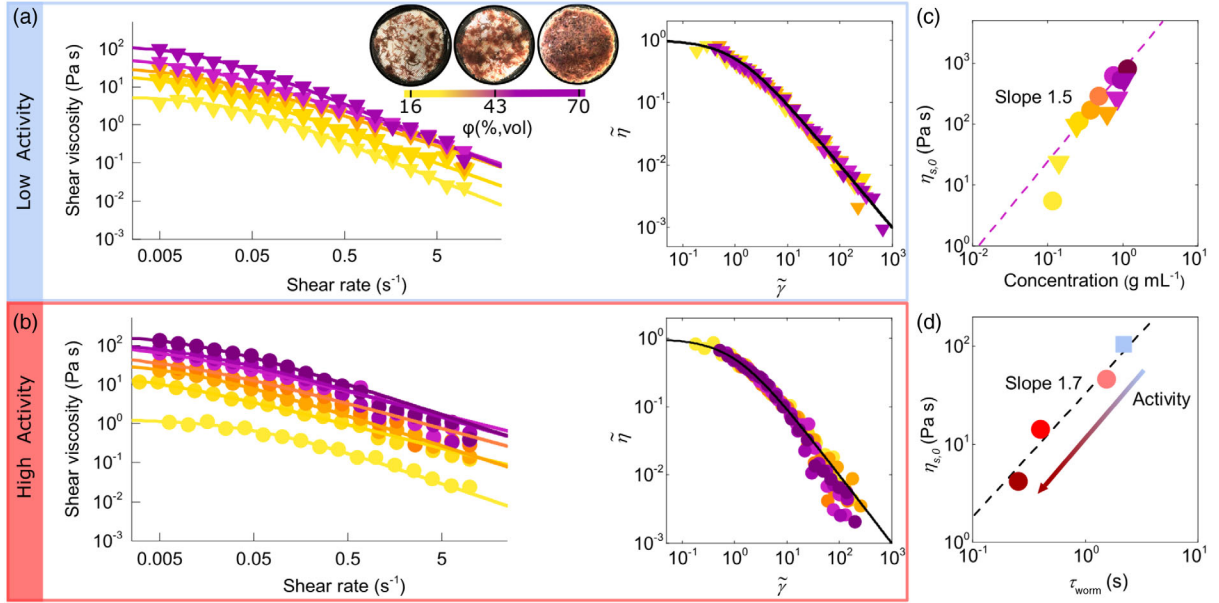 (a)
Low Activity
Shear viscosity (Pa s)
10² 
10¹
10⁰
10⁻¹
10⁻²
10⁻³
0.005 0.05 0.5 5
Shear rate (s⁻¹)
16 43 70
φ(%,vol)
η̃
10⁰
10⁻¹
10⁻²
10⁻³
10⁻¹ 10⁰ 10¹ 10² 10³
γ̃
(b)
High Activity
Shear viscosity (Pa s)
10²
10¹
10⁰
10⁻¹
10⁻²
10⁻³
0.005 0.05 0.5 5
Shear rate (s⁻¹)
η̃
10⁰
10⁻¹
10⁻²
10⁻³
10⁻¹ 10⁰ 10¹ 10² 10³
γ̃
(c)
Slope 1.5
ηs,0 (Pa s)
10³
10²
10¹
10⁰
10⁻² 10⁻¹ 10⁰ 10¹
Concentration (g mL⁻¹)
(d)
Slope 1.7
Activity
ηs,0 (Pa s)
10²
10¹
10⁰
10⁻¹ 10⁰ 10¹
τworm (s)